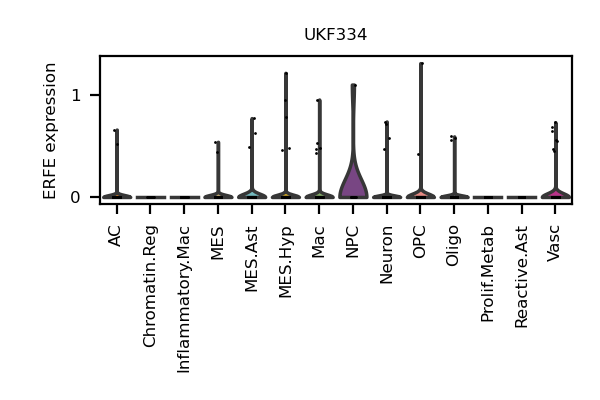 UKF334
ERFE expression
1
0
AC
Chromatin.Reg
Inflammatory.Mac
MES
MES.Ast
MES.Hyp
Mac
NPC
Neuron
OPC
Oligo
Prolif.Metab
Reactive.Ast
Vasc